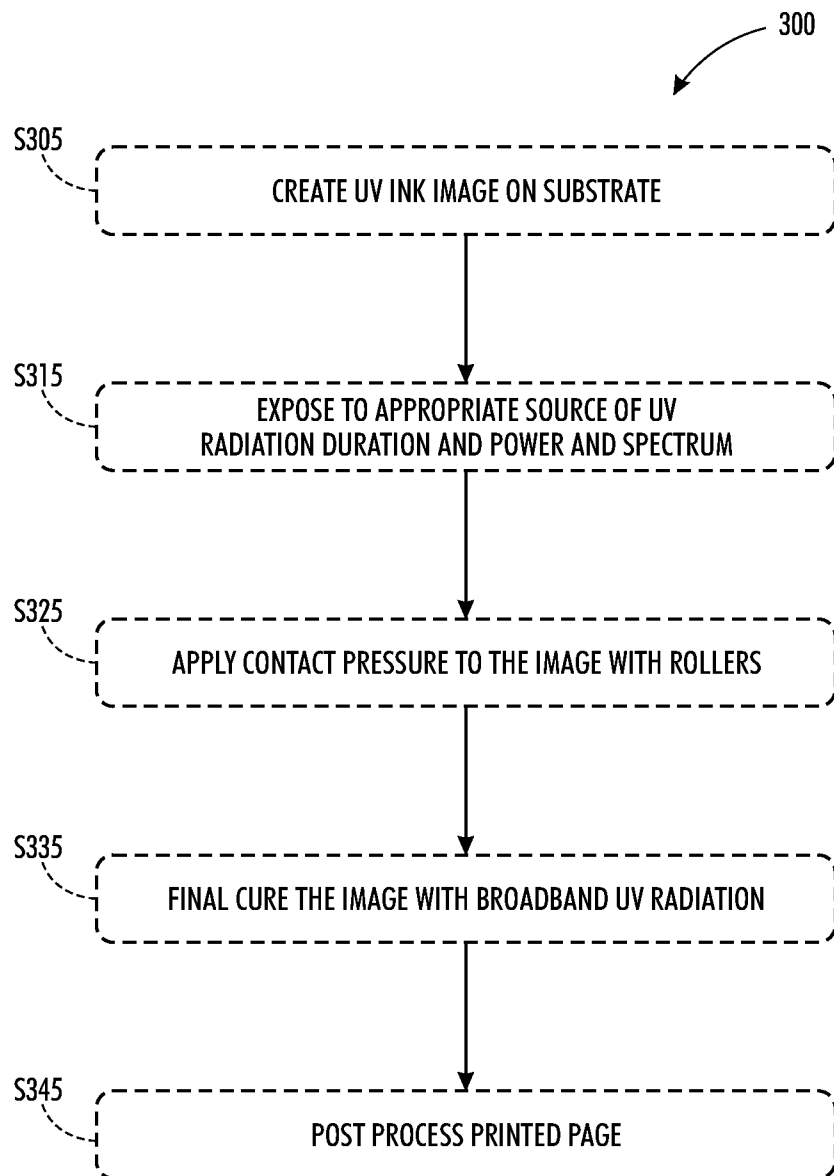 300
S305
CREATE UV INK IMAGE ON SUBSTRATE
S315
EXPOSE TO APPROPRIATE SOURCE OF UV
RADIATION DURATION AND POWER AND SPECTRUM
S325
APPLY CONTACT PRESSURE TO THE IMAGE WITH ROLLERS
S335
FINAL CURE THE IMAGE WITH BROADBAND UV RADIATION
S345
POST PROCESS PRINTED PAGE